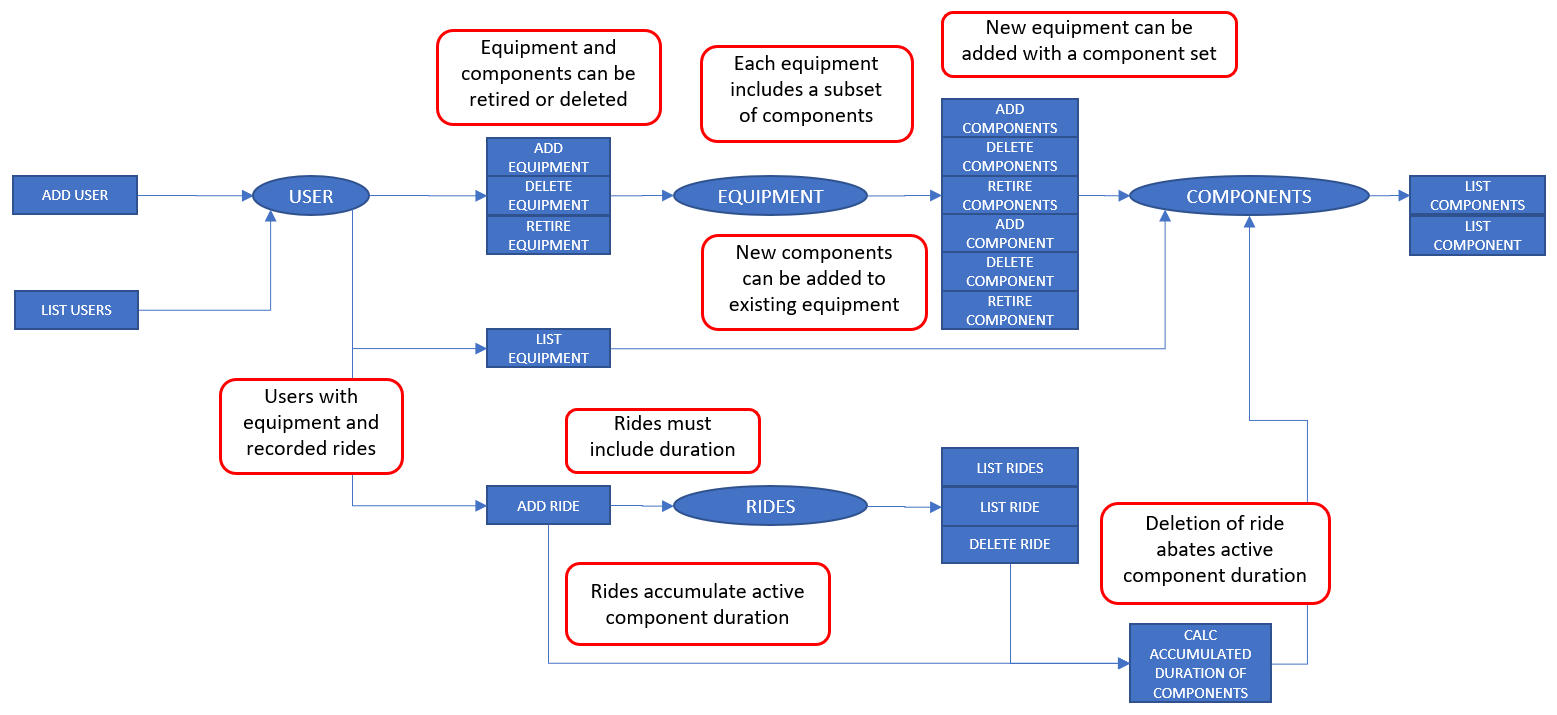 Equipment and
components can be
retired or deleted
Each equipment
includes a subset
of components
New equipment can be
added with a component set
ADD USER
USER
ADD
EQUIPMENT
DELETE
EQUIPMENT
RETIRE
EQUIPMENT
EQUIPMENT
ADD
COMPONENTS
DELETE
COMPONENTS
RETIRE
COMPONENTS
ADD
COMPONENT
DELETE
COMPONENT
RETIRE
COMPONENT
COMPONENTS
LIST
COMPONENTS
LIST
COMPONENT
New components
can be added to
existing equipment
LIST USERS
LIST
EQUIPMENT
Users with
equipment and
recorded rides
Rides must
include duration
ADD RIDE
RIDES
LIST RIDES
LIST RIDE
DELETE RIDE
Deletion of ride
abates active
component duration
Rides accumulate active
component duration
CALC
ACCUMULATED
DURATION OF
COMPONENTS